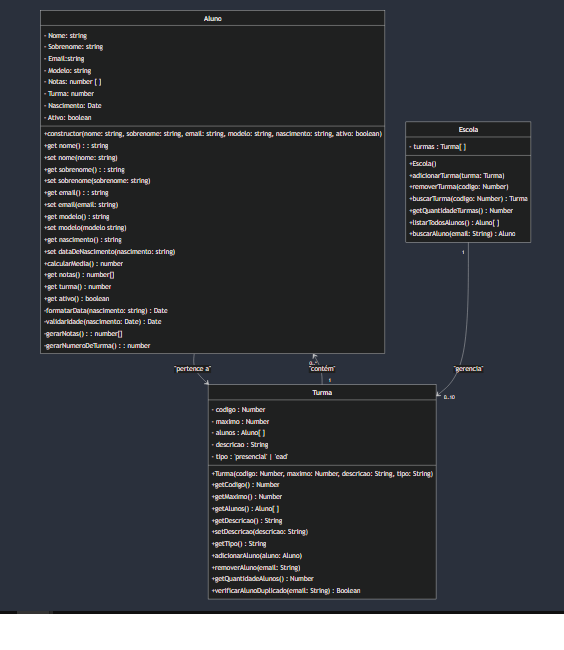 Aluno
- Nome: string
- Sobrenome: string
- Email:string
- Modelo: string
- Notas: number [ ]
- Turma: number
- Nascimento: Date
- Ativo: boolean
+constructor(nome: string, sobrenome: string, email: string, modelo: string, nascimento: string, ativo: boolean)
+get nome() : : string
+set nome(nome: string)
+get sobrenome() : : string
+set sobrenome(sobrenome: string)
+get email() : : string
+set email(email: string)
+get modelo() : : string
+set modelo(modelo string)
+get nascimento() : string
+set dataDeNascimento(nascimento: string)
+calcularMedia() : number
+get notas() : number[]
+get turma() : number
+get ativo() : boolean
-formatarData(nascimento: string) : Date
-validaridade(nascimento: Date) : Date
-gerarNotas() : : number[]
-gerarNumeroDeTurma() : : number
Escola
- turmas : Turma[ ]
+Escola()
+adicionarTurma(turma: Turma)
+removerTurma(codigo: Number)
+buscarTurma(codigo: Number) : Turma
+getQuantidadeTurmas() : Number
+listarTodosAlunos() : Aluno[ ]
+buscarAluno(email: String) : Aluno
1
"pertence a"
"contém"
1
"gerencia"
0..10
Turma
- codigo : Number
- maximo : Number
- alunos : Aluno[ ]
- descricao : String
- tipo : 'presencial' | 'ead'
+Turma(codigo: Number, maximo: Number, descricao: String, tipo: String)
+getCodigo() : Number
+getMaximo() : Number
+getAlunos() : Aluno[ ]
+getDescricao() : String
+setDescricao(descricao: String)
+getTipo() : String
+adicionarAluno(aluno: Aluno)
+removerAluno(email: String)
+getQuantidadeAlunos() : Number
+verificarAlunoDuplicado(email: String) : Boolean